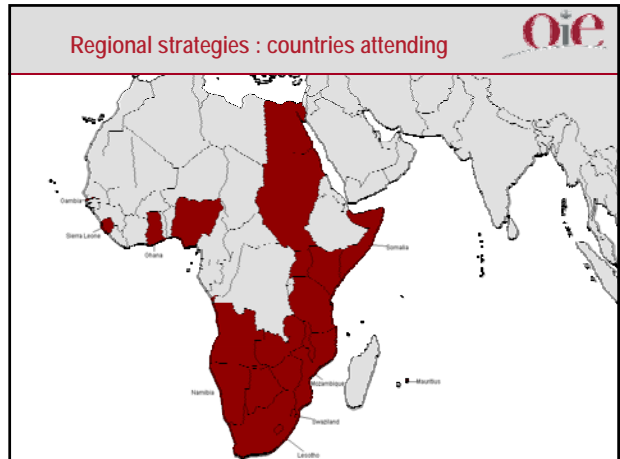 Regional strategies : countries attending
Oie
Gambia
Sierra Leone
Ghana
Somalia
Mozambique
Mauritius
Namibia
Swaziland
Lesotho